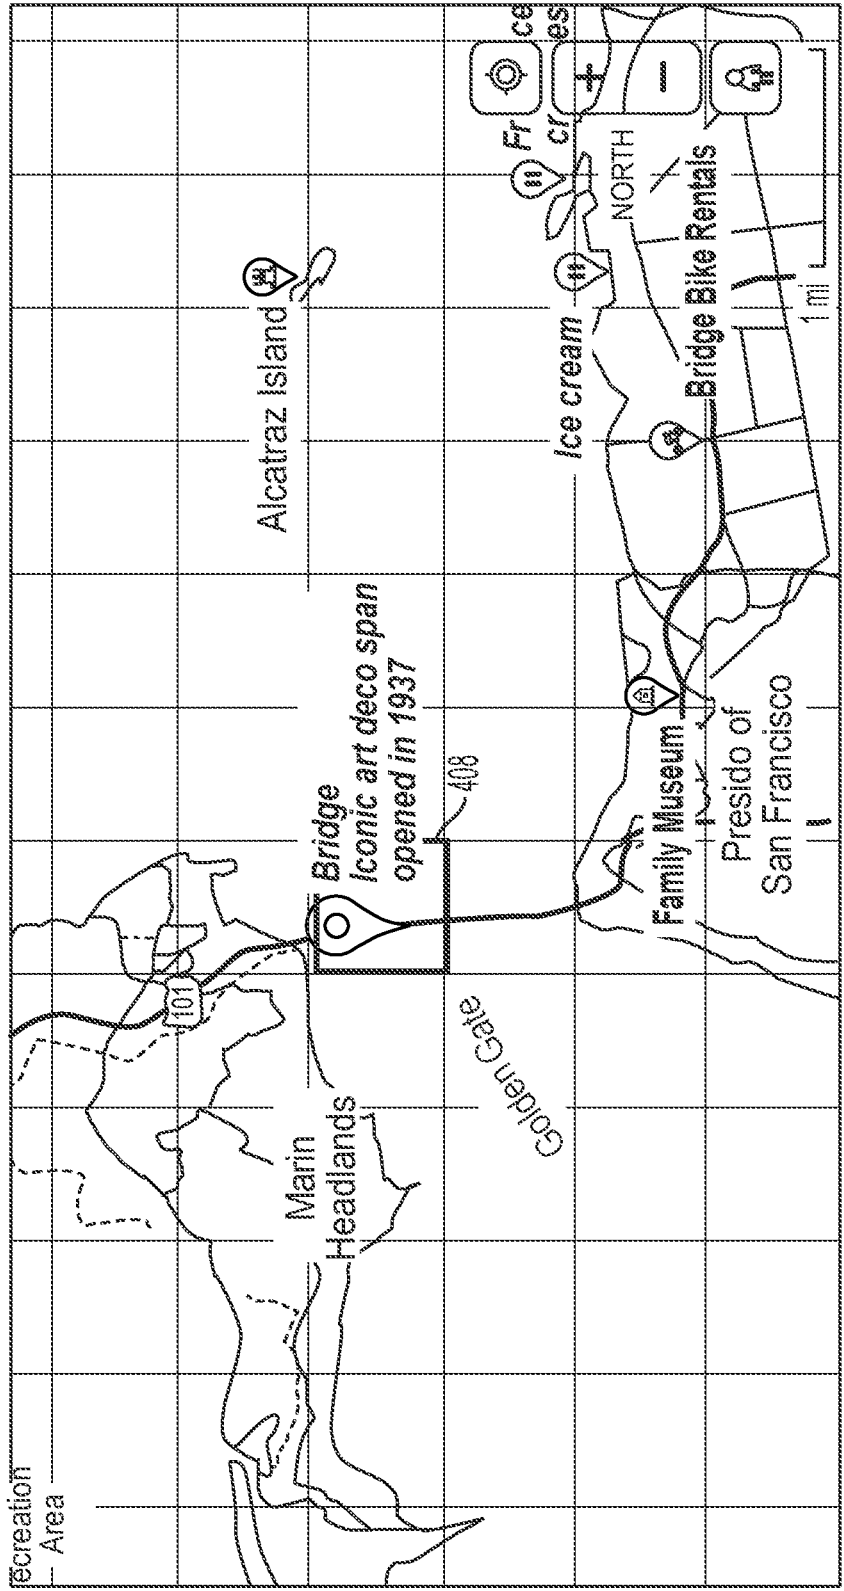 ecreation
Area
101
Marin
Headlands
Golden Gate
Bridge
Iconic art deco span
opened in 1937
408
Alcatraz Island
Ice cream
Fr
ce
cr
es
NORTH
Bridge Bike Rentals
Family Museum
Presido of
San Francisco
1 mi
+
−